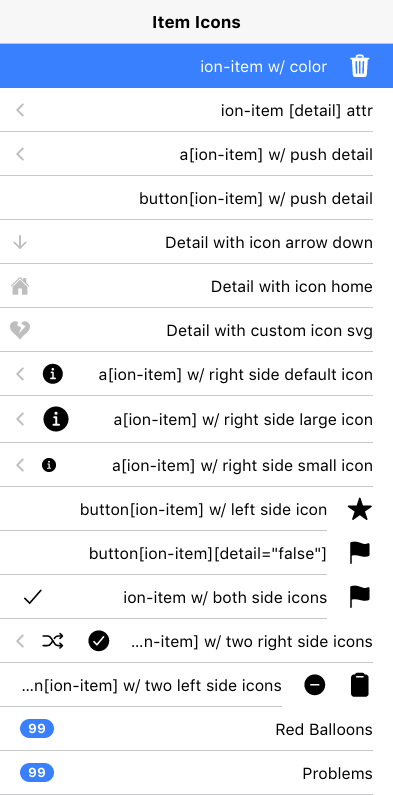 Item Icons
ion-item w/ color
ion-item [detail] attr
a[ion-item] w/ push detail
button[ion-item] w/ push detail
Detail with icon arrow down
Detail with icon home
Detail with custom icon svg
a[ion-item] w/ right side default icon
a[ion-item] w/ right side large icon
a[ion-item] w/ right side small icon
button[ion-item] w/ left side icon
button[ion-item][detail="false"]
ion-item w/ both side icons
...n-item] w/ two right side icons
...n[ion-item] w/ two left side icons
99 Red Balloons
99 Problems